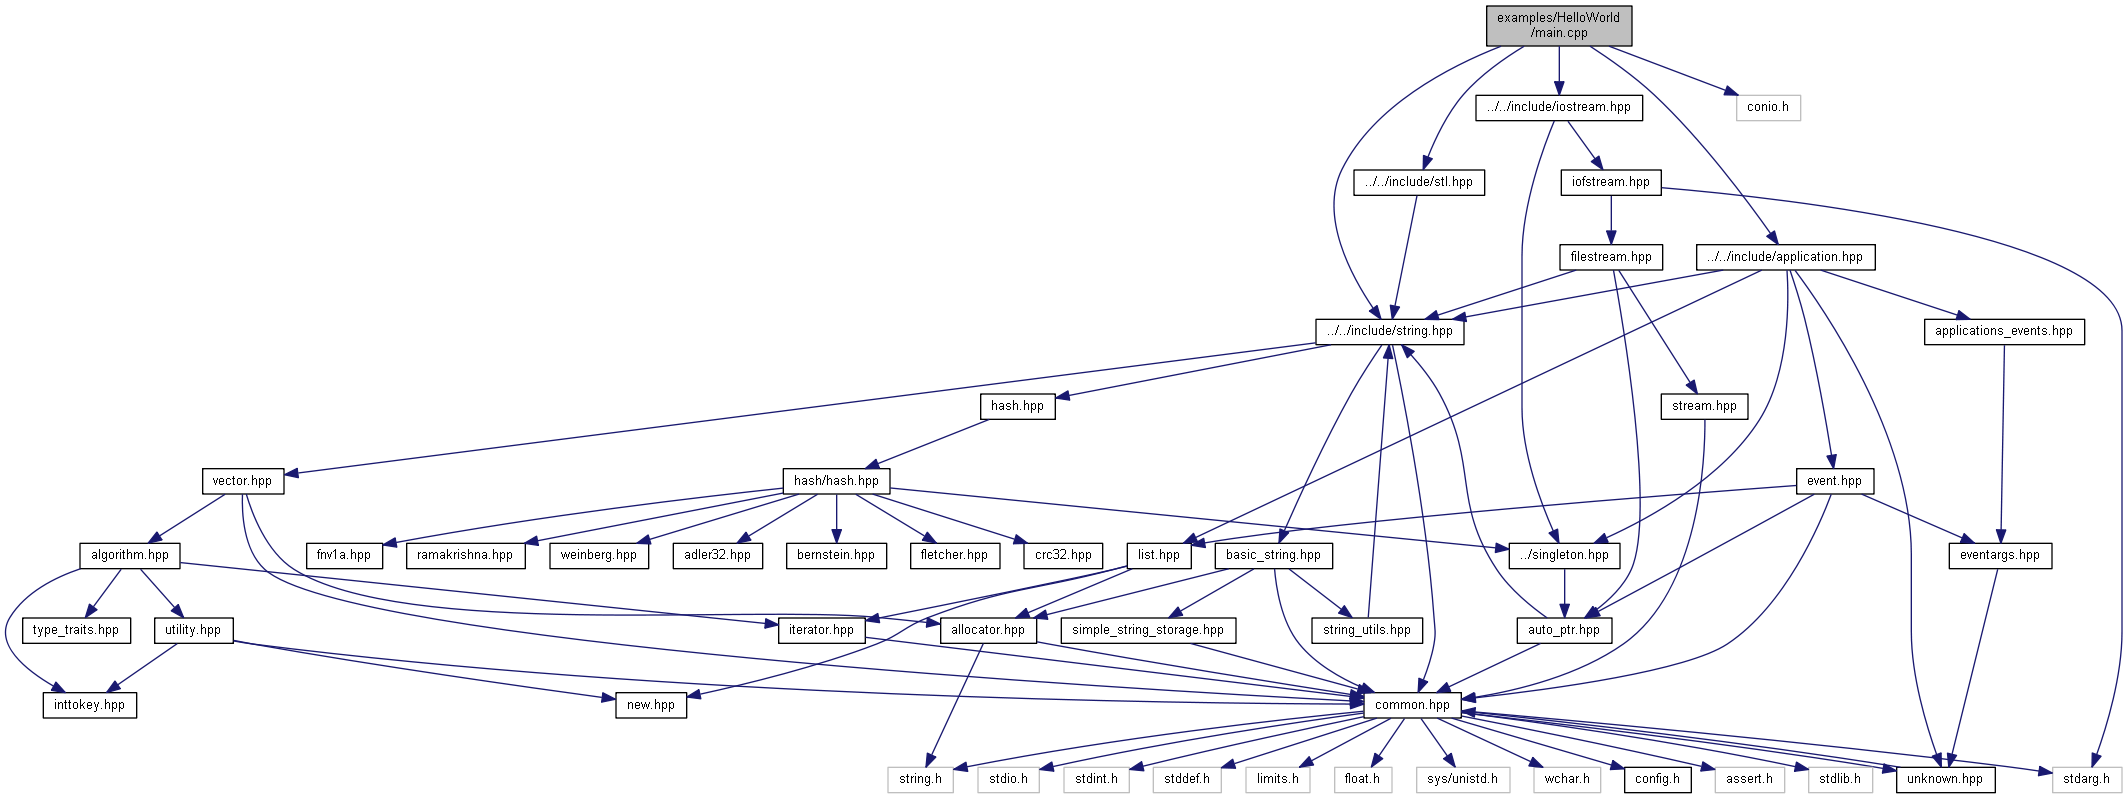 examples/HelloWorld
/main.cpp
../../include/iostream.hpp
conio.h
../../include/stl.hpp
iofstream.hpp
filestream.hpp
../../include/application.hpp
../../include/string.hpp
applications_events.hpp
hash.hpp
stream.hpp
vector.hpp
hash/hash.hpp
event.hpp
algorithm.hpp
fnv1a.hpp
ramakrishna.hpp
weinberg.hpp
adler32.hpp
bernstein.hpp
fletcher.hpp
crc32.hpp
list.hpp
basic_string.hpp
../singleton.hpp
eventargs.hpp
type_traits.hpp
utility.hpp
iterator.hpp
allocator.hpp
simple_string_storage.hpp
string_utils.hpp
auto_ptr.hpp
inttokey.hpp
new.hpp
common.hpp
string.h
stdio.h
stdint.h
stddef.h
limits.h
float.h
sys/unistd.h
wchar.h
config.h
assert.h
stdlib.h
unknown.hpp
stdarg.h